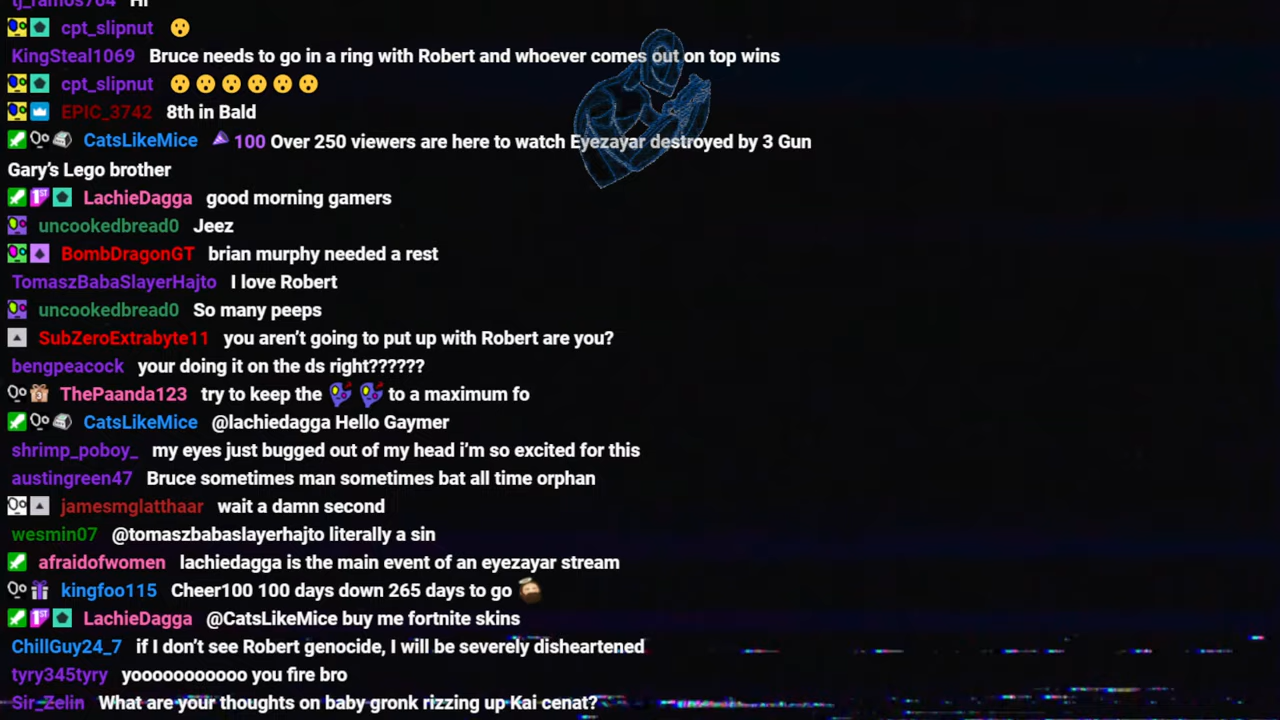 tj_ramos764 Hi
cpt_slipnut 😮
KingSteal1069 Bruce needs to go in a ring with Robert and whoever comes out on top wins
cpt_slipnut 😮😮😮😮😮😮
EPIC_3742 8th in Bald
CatsLikeMice 100 Over 250 viewers are here to watch Eyezayar destroyed by 3 Gun
Gary’s Lego brother
LachieDagga good morning gamers
uncookedbread0 Jeez
BombDragonGT brian murphy needed a rest
TomaszBabaSlayerHajto I love Robert
uncookedbread0 So many peeps
SubZeroExtrabyte11 you aren’t going to put up with Robert are you?
bengpeacock your doing it on the ds right??????
ThePaanda123 try to keep the to a maximum fo
CatsLikeMice @lachiedagga Hello Gaymer
shrimp_poboy_ my eyes just bugged out of my head i’m so excited for this
austingreen47 Bruce sometimes man sometimes bat all time orphan
jamesmglatthaar wait a damn second
wesmin07 @tomaszbabaslayerhajto literally a sin
afraidofwomen lachiedagga is the main event of an eyezayar stream
kingfoo115 Cheer100 100 days down 265 days to go
LachieDagga @CatsLikeMice buy me fortnite skins
ChillGuy24_7 if I don’t see Robert genocide, I will be severely disheartened
tyry345tyry yooooooooooo you fire bro
Sir_Zelin What are your thoughts on baby gronk rizzing up Kai cenat?